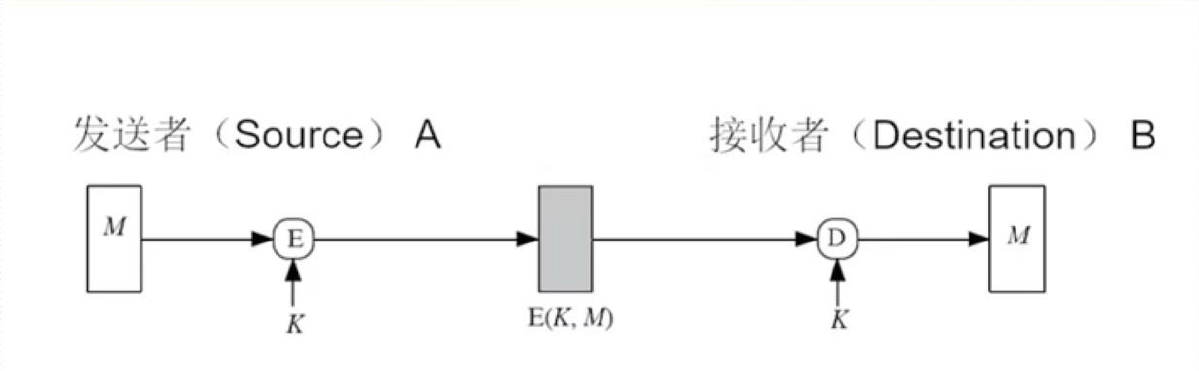 发送者（Source） A
接收者（Destination） B
M
E
D
M
K
E(K, M)
K